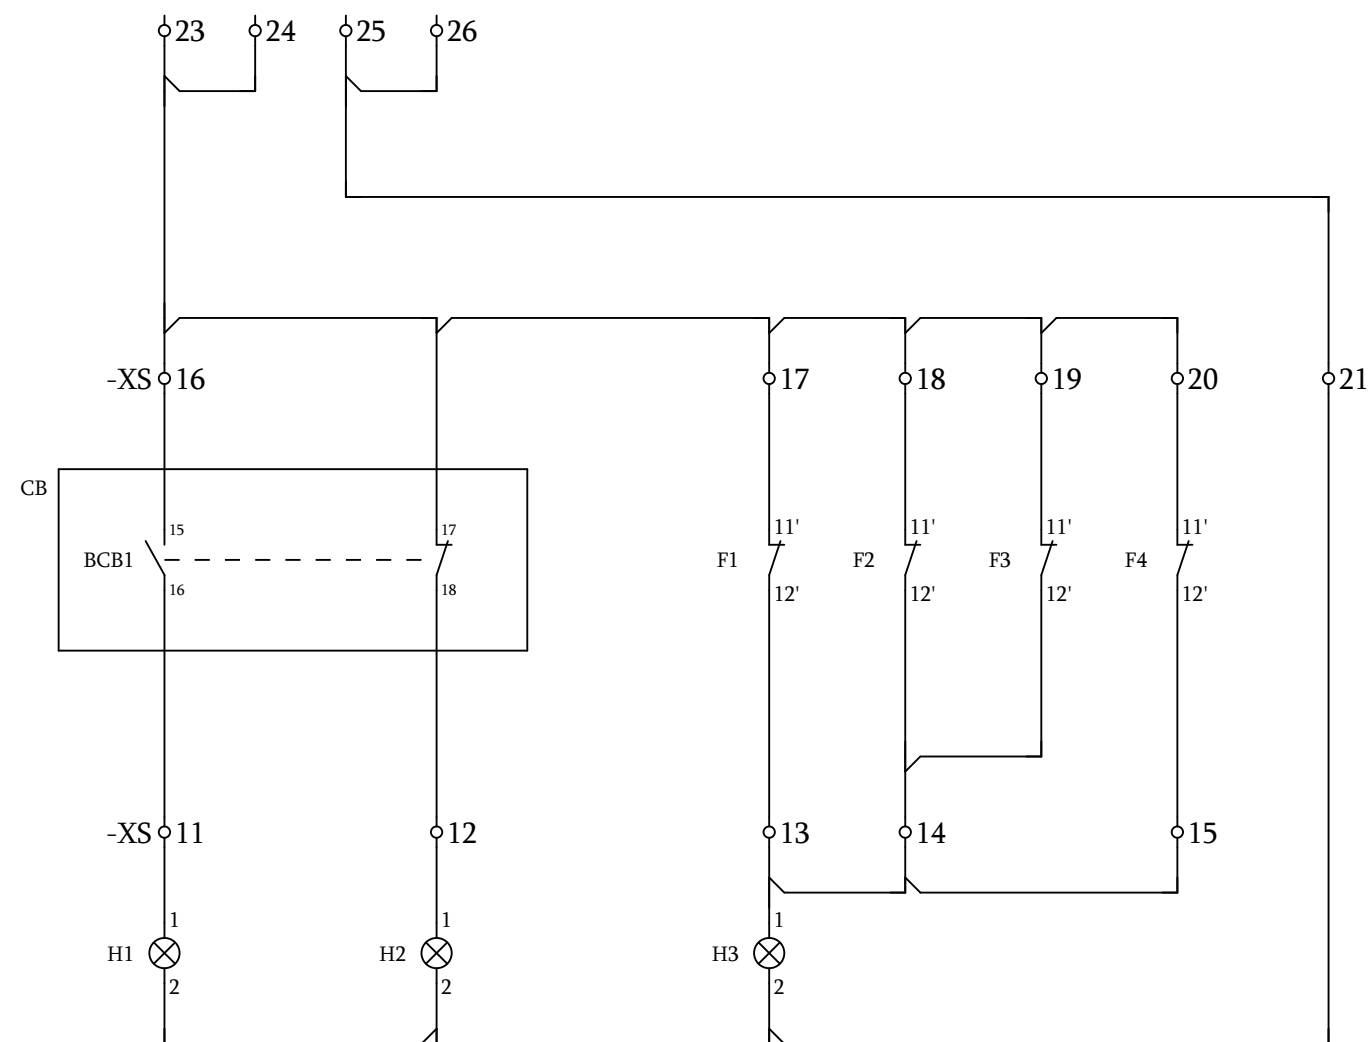 23 24 25 26
-XS 16 17 18 19 20 21
CB
15 17 11' 11' 11' 11'
BCB1 F1 F2 F3 F4
16 18 12' 12' 12' 12'
-XS 11 12 13 14 15
1 1 1
H1 H2 H3
2 2 2